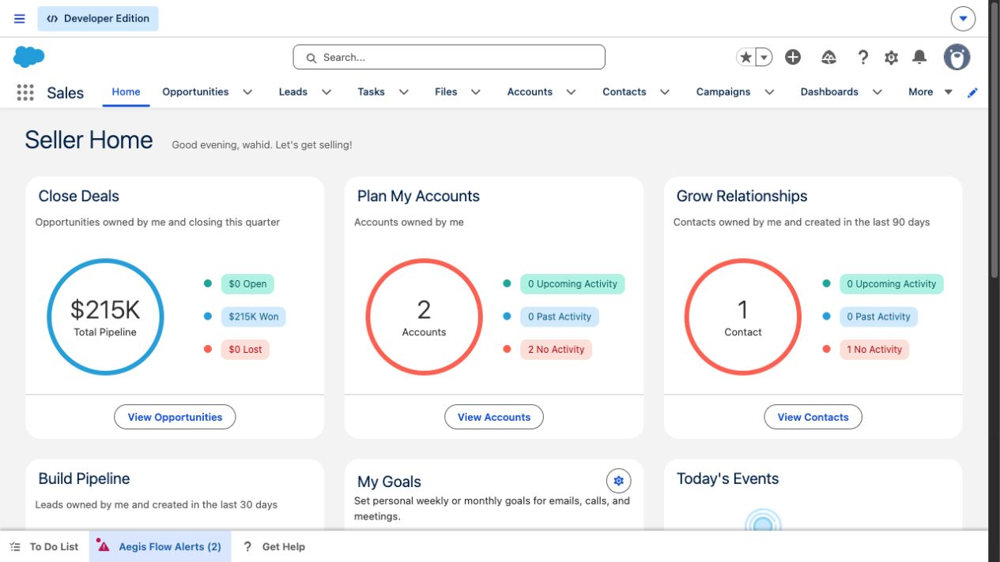 Developer Edition
Search...
Sales Home Opportunities Leads Tasks Files Accounts Contacts Campaigns Dashboards More
Seller Home Good evening, wahid. Let's get selling!
Close Deals
Opportunities owned by me and closing this quarter
$215K
Total Pipeline
$0 Open
$215K Won
$0 Lost
View Opportunities
Plan My Accounts
Accounts owned by me
2
Accounts
0 Upcoming Activity
0 Past Activity
2 No Activity
View Accounts
Grow Relationships
Contacts owned by me and created in the last 90 days
1
Contact
0 Upcoming Activity
0 Past Activity
1 No Activity
View Contacts
Build Pipeline
Leads owned by me and created in the last 30 days
My Goals
Set personal weekly or monthly goals for emails, calls, and
meetings.
Today's Events
To Do List Aegis Flow Alerts (2) ? Get Help